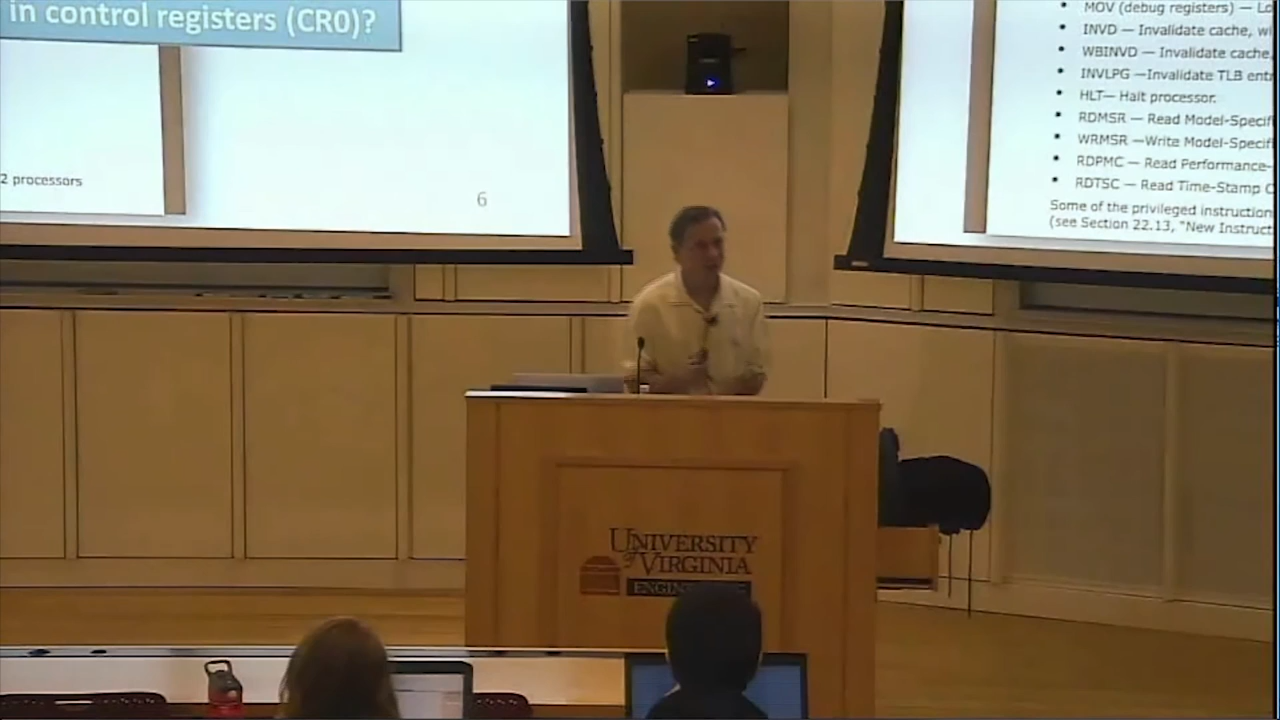 in control registers (CR0)?
2 processors
6
MOV (debug registers) — Lo
INVD — Invalidate cache, wi
WBINVD — Invalidate cache,
INVLPG —Invalidate TLB entr
HLT— Halt processor.
RDMSR — Read Model-Specif
WRMSR —Write Model-Specif
RDPMC — Read Performance-
RDTSC — Read Time-Stamp C
Some of the privileged instruction
(see Section 22.13, "New Instruct
UNIVERSITY
of VIRGINIA